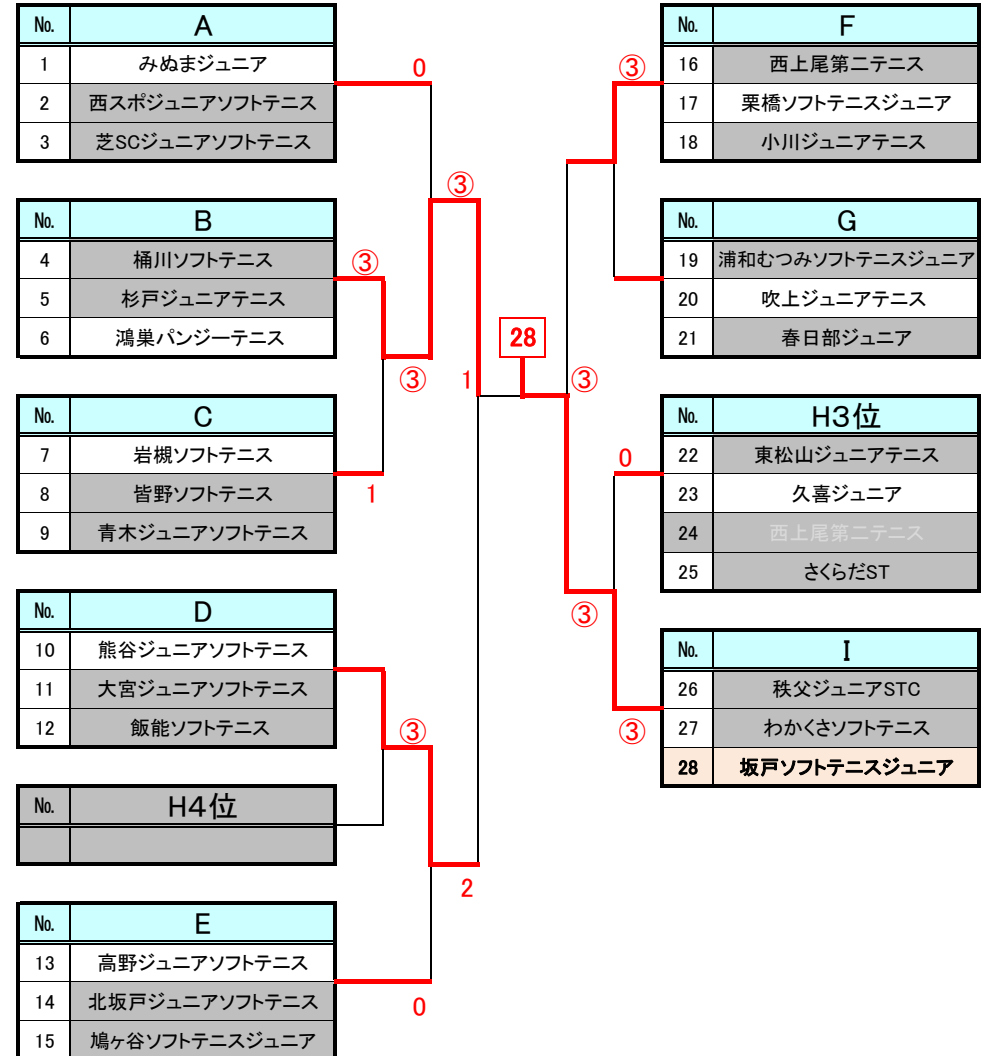 No. A
1 みぬまジュニア
2 西スポジュニアソフトテニス
3 芝SCジュニアソフトテニス
0
No. B
4 桶川ソフトテニス
5 杉戸ジュニアテニス
6 鴻巣パンジーテニス
③
③
③
No. C
7 岩槻ソフトテニス
8 皆野ソフトテニス
9 青木ジュニアソフトテニス
1
1
No. D
10 熊谷ジュニアソフトテニス
11 大宮ジュニアソフトテニス
12 飯能ソフトテニス
③
No. H4位
2
No. E
13 高野ジュニアソフトテニス
14 北坂戸ジュニアソフトテニス
15 鳩ヶ谷ソフトテニスジュニア
0
28
No. F
16 西上尾第二テニス
17 栗橋ソフトテニスジュニア
18 小川ジュニアテニス
③
No. G
19 浦和むつみソフトテニスジュニア
20 吹上ジュニアテニス
21 春日部ジュニア
③
No. H3位
22 東松山ジュニアテニス
23 久喜ジュニア
24 西上尾第二テニス
25 さくらだST
0
③
No. I
26 秩父ジュニアSTC
27 わかくさソフトテニス
28 坂戸ソフトテニスジュニア
③